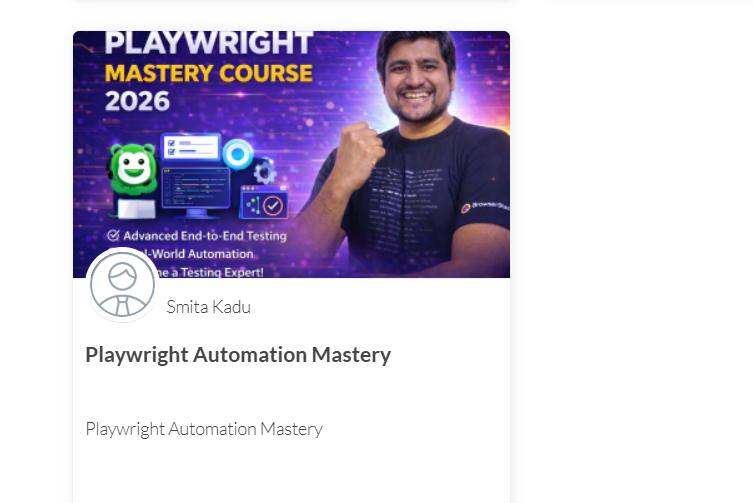 PLAYWRIGHT
MASTERY COURSE
2026
Advanced End-to-End Testing
-World Automation
a Testing Expert!
Smita Kadu
Playwright Automation Mastery
Playwright Automation Mastery